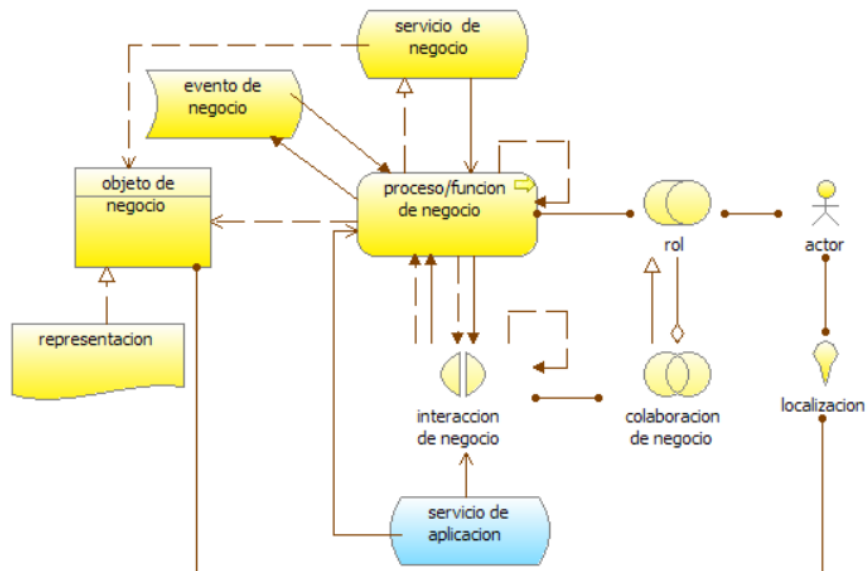 servicio de
negocio
evento de
negocio
objeto de
negocio
proceso/funcion
de negocio
rol
actor
representacion
interaccion
de negocio
colaboracion
de negocio
localizacion
servicio de
aplicacion